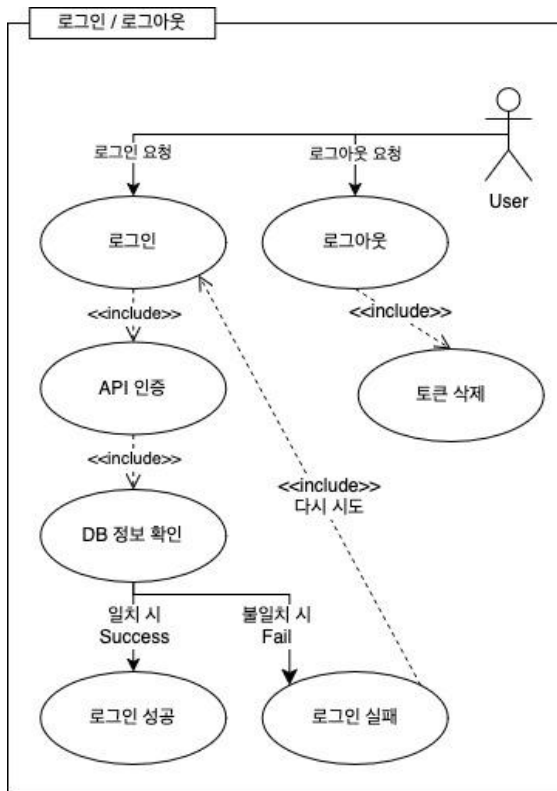 로그인 / 로그아웃
로그인 요청
로그아웃 요청
User
로그인
로그아웃
<<include>>
<<include>>
API 인증
토큰 삭제
<<include>>
<<include>>
다시 시도
DB 정보 확인
일치 시
Success
불일치 시
Fail
로그인 성공
로그인 실패